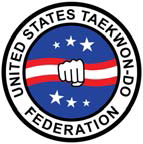 UNITED STATES TAEKWON-DO
FEDERATION